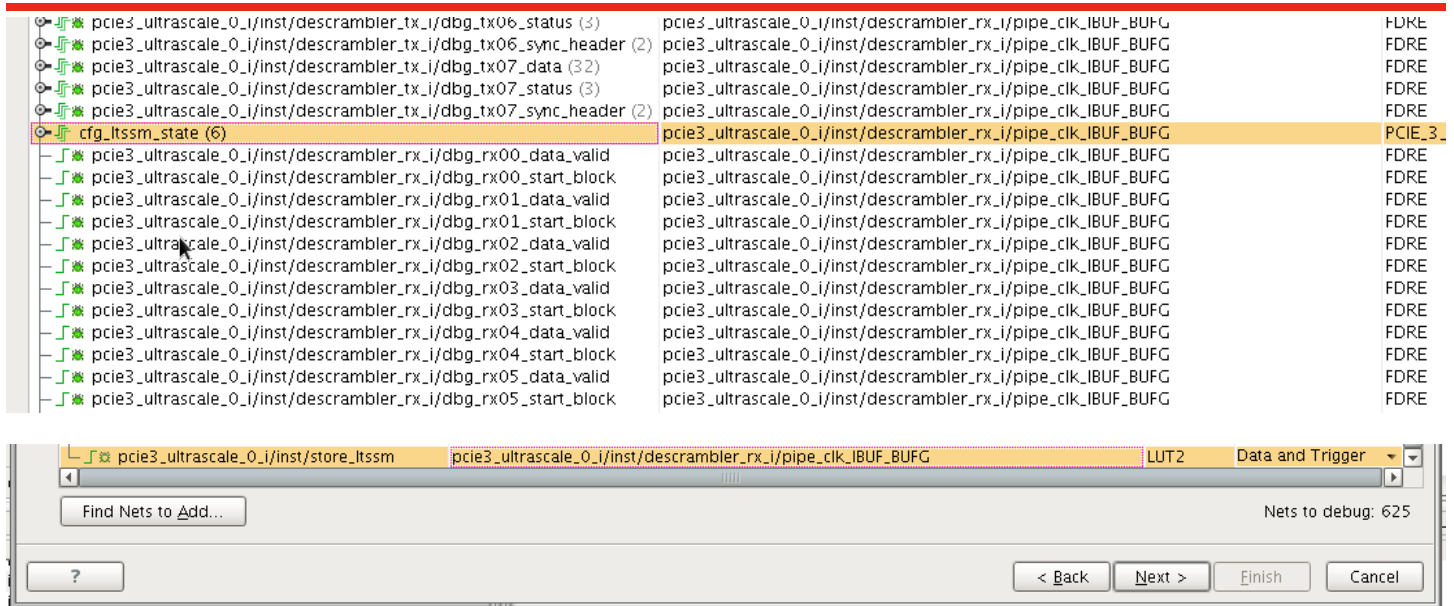 pcie3_ultrascale_0_i/inst/descrambler_tx_i/dbg_tx06_status (3) pcie3_ultrascale_0_i/inst/descrambler_rx_i/pipe_clk_IBUF_BUFG FDRE
pcie3_ultrascale_0_i/inst/descrambler_tx_i/dbg_tx06_sync_header (2) pcie3_ultrascale_0_i/inst/descrambler_rx_i/pipe_clk_IBUF_BUFG FDRE
pcie3_ultrascale_0_i/inst/descrambler_tx_i/dbg_tx07_data (32) pcie3_ultrascale_0_i/inst/descrambler_rx_i/pipe_clk_IBUF_BUFG FDRE
pcie3_ultrascale_0_i/inst/descrambler_tx_i/dbg_tx07_status (3) pcie3_ultrascale_0_i/inst/descrambler_rx_i/pipe_clk_IBUF_BUFG FDRE
pcie3_ultrascale_0_i/inst/descrambler_tx_i/dbg_tx07_sync_header (2) pcie3_ultrascale_0_i/inst/descrambler_rx_i/pipe_clk_IBUF_BUFG FDRE
cfg_ltssm_state (6) pcie3_ultrascale_0_i/inst/descrambler_rx_i/pipe_clk_IBUF_BUFG PCIE_3_
pcie3_ultrascale_0_i/inst/descrambler_rx_i/dbg_rx00_data_valid pcie3_ultrascale_0_i/inst/descrambler_rx_i/pipe_clk_IBUF_BUFG FDRE
pcie3_ultrascale_0_i/inst/descrambler_rx_i/dbg_rx00_start_block pcie3_ultrascale_0_i/inst/descrambler_rx_i/pipe_clk_IBUF_BUFG FDRE
pcie3_ultrascale_0_i/inst/descrambler_rx_i/dbg_rx01_data_valid pcie3_ultrascale_0_i/inst/descrambler_rx_i/pipe_clk_IBUF_BUFG FDRE
pcie3_ultrascale_0_i/inst/descrambler_rx_i/dbg_rx01_start_block pcie3_ultrascale_0_i/inst/descrambler_rx_i/pipe_clk_IBUF_BUFG FDRE
pcie3_ultrascale_0_i/inst/descrambler_rx_i/dbg_rx02_data_valid pcie3_ultrascale_0_i/inst/descrambler_rx_i/pipe_clk_IBUF_BUFG FDRE
pcie3_ultrascale_0_i/inst/descrambler_rx_i/dbg_rx02_start_block pcie3_ultrascale_0_i/inst/descrambler_rx_i/pipe_clk_IBUF_BUFG FDRE
pcie3_ultrascale_0_i/inst/descrambler_rx_i/dbg_rx03_data_valid pcie3_ultrascale_0_i/inst/descrambler_rx_i/pipe_clk_IBUF_BUFG FDRE
pcie3_ultrascale_0_i/inst/descrambler_rx_i/dbg_rx03_start_block pcie3_ultrascale_0_i/inst/descrambler_rx_i/pipe_clk_IBUF_BUFG FDRE
pcie3_ultrascale_0_i/inst/descrambler_rx_i/dbg_rx04_data_valid pcie3_ultrascale_0_i/inst/descrambler_rx_i/pipe_clk_IBUF_BUFG FDRE
pcie3_ultrascale_0_i/inst/descrambler_rx_i/dbg_rx04_start_block pcie3_ultrascale_0_i/inst/descrambler_rx_i/pipe_clk_IBUF_BUFG FDRE
pcie3_ultrascale_0_i/inst/descrambler_rx_i/dbg_rx05_data_valid pcie3_ultrascale_0_i/inst/descrambler_rx_i/pipe_clk_IBUF_BUFG FDRE
pcie3_ultrascale_0_i/inst/descrambler_rx_i/dbg_rx05_start_block pcie3_ultrascale_0_i/inst/descrambler_rx_i/pipe_clk_IBUF_BUFG FDRE
pcie3_ultrascale_0_i/inst/store_ltssm pcie3_ultrascale_0_i/inst/descrambler_rx_i/pipe_clk_IBUF_BUFG LUT2 Data and Trigger
Find Nets to Add... Nets to debug: 625
? < Back Next > Finish Cancel